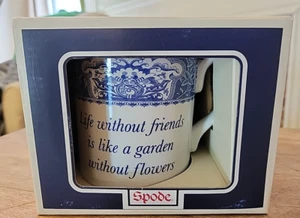 Life without friends
is like a garden
without flowers
Spode